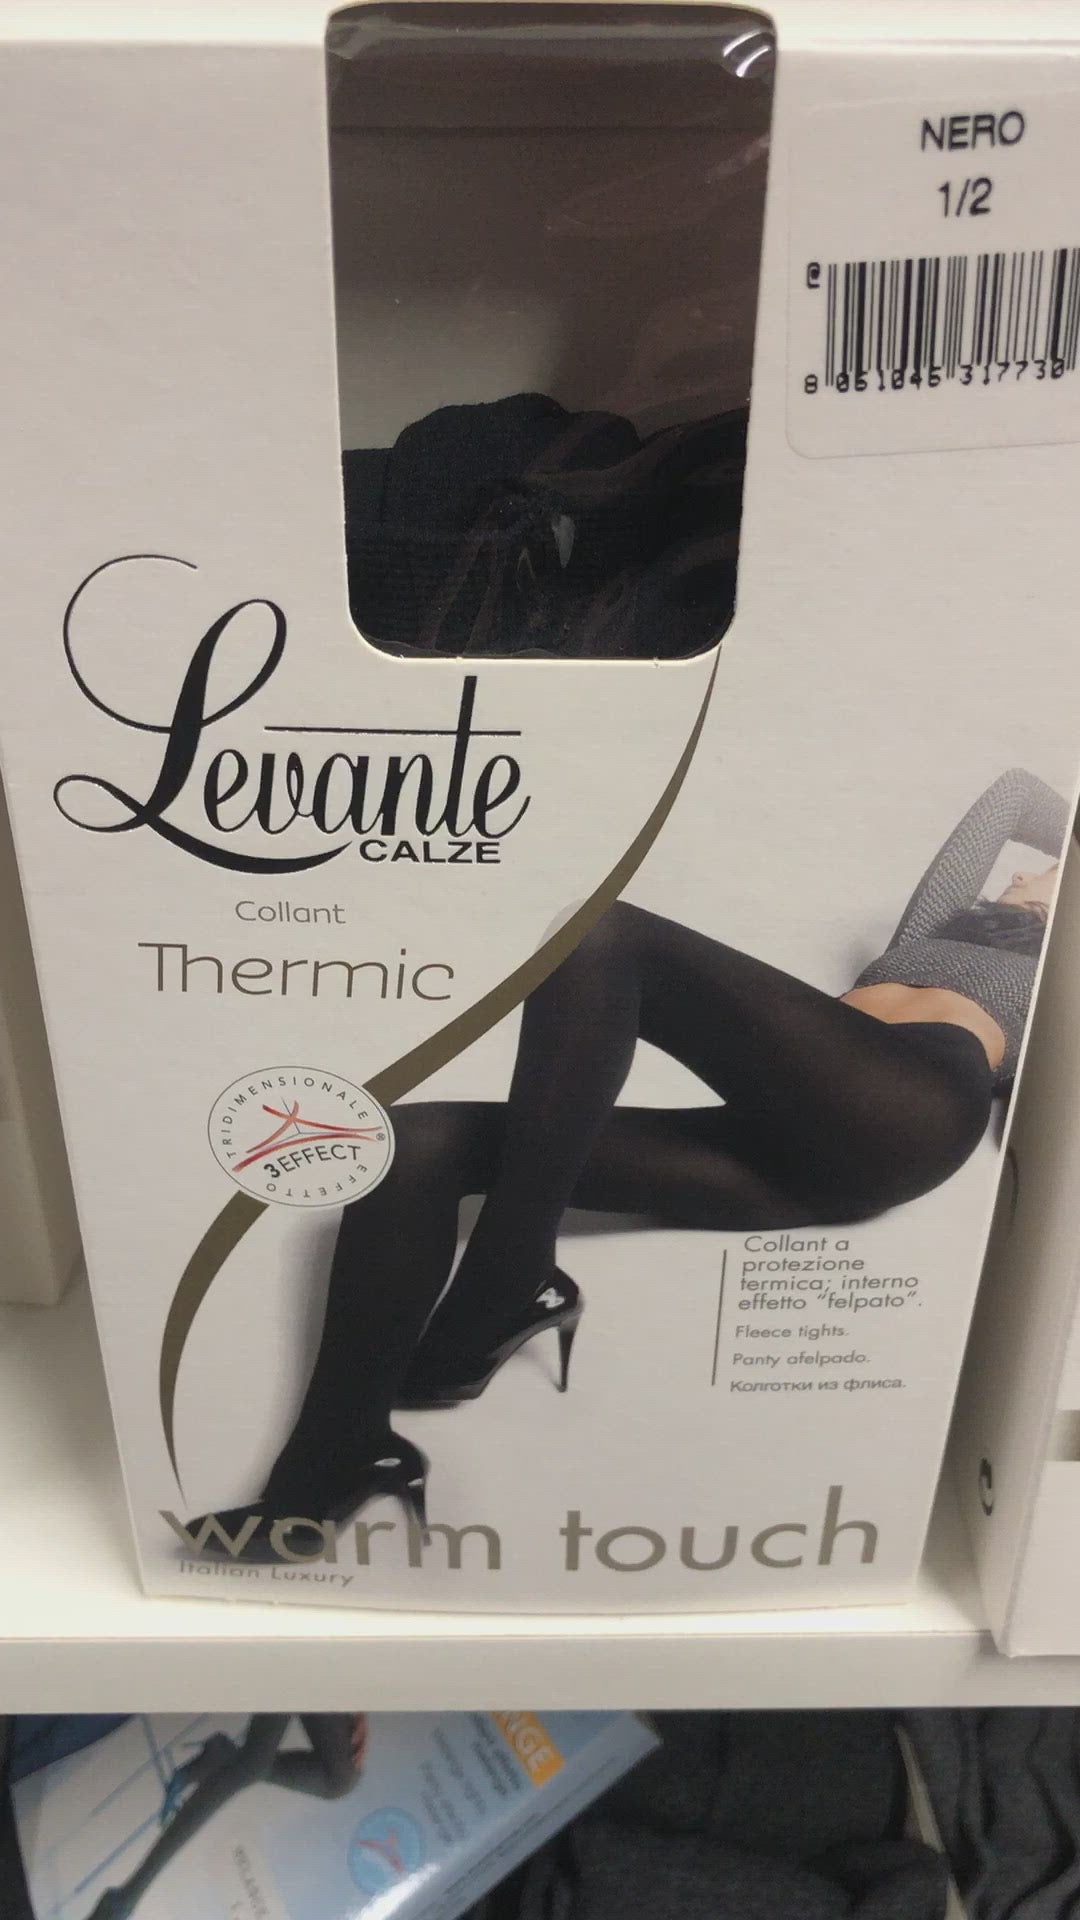 NERO
1/2
@
8 061046 317730
Levante
CALZE
Collant
Thermic
TRIDIMENSIONALE
®
3EFFECT
EFFETTO
Collant a
protezione
termica; interno
effetto "felpato".
Fleece tights.
Panty afelpado.
Колготки из флиса.
warm touch
Italian Luxury